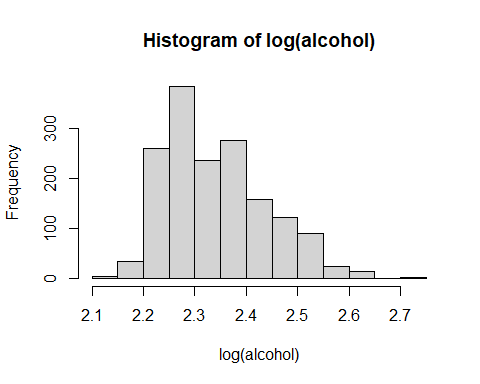 Histogram of log(alcohol)
Frequency
300
200
100
0
2.1 2.2 2.3 2.4 2.5 2.6 2.7
log(alcohol)